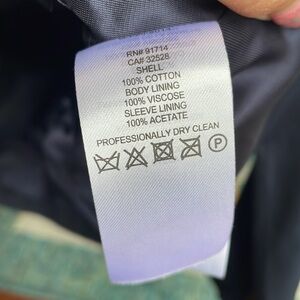 RN# 91714
CA# 32528
SHELL
100% COTTON
BODY LINING
100% VISCOSE
SLEEVE LINING
100% ACETATE
PROFESSIONALLY DRY CLEAN
P